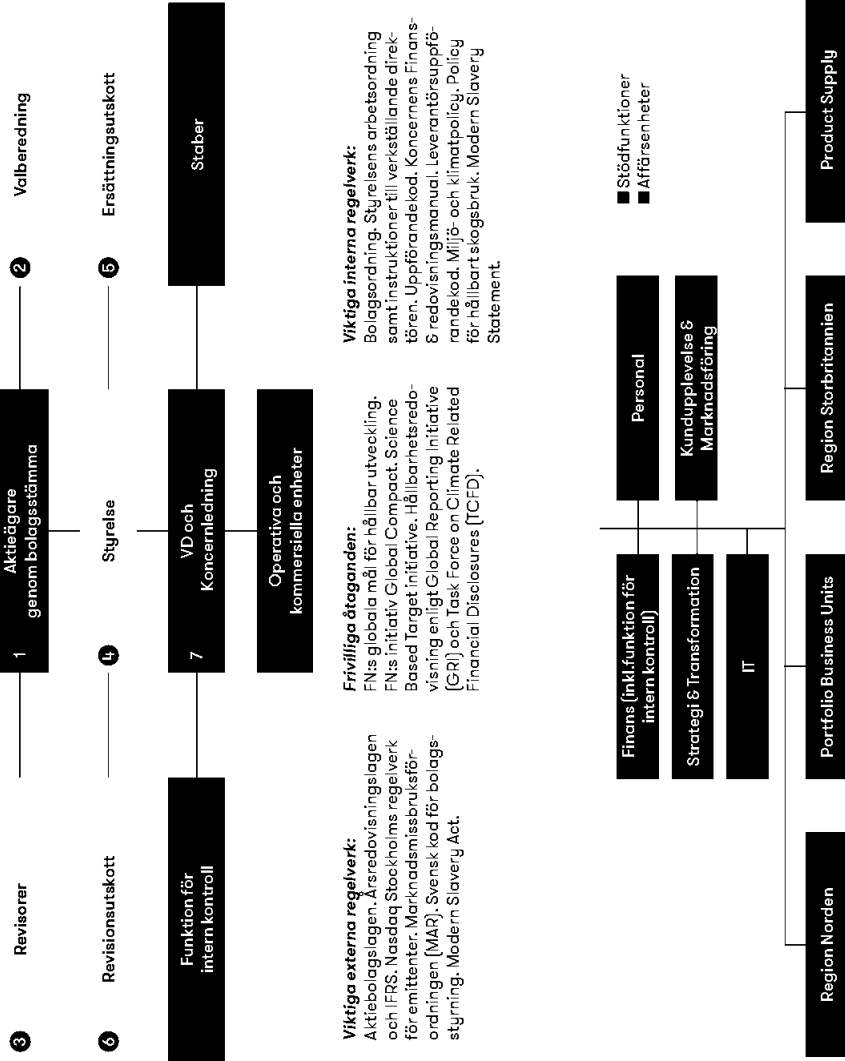 3 Revisorer
1 Aktieägare
genom bolagsstämma
2 Valberedning
6 Revisionsutskott
4 Styrelse
5 Ersättningsutskott
Funktion för
intern kontroll
7 VD och
Koncernledning
Staber
Operativa och
kommersiella enheter
Viktiga externa regelverk:
Aktiebolagslagen. Årsredovisningslagen
och IFRS. Nasdaq Stockholms regelverk
för emittenter. Marknadsmissbruksför-
ordningen (MAR). Svensk kod för bolags-
styrning. Modern Slavery Act.
Frivilliga åtaganden:
FN:s globala mål för hållbar utveckling.
FN:s initiativ Global Compact. Science
Based Target initiative. Hållbarhetsredo-
visning enligt Global Reporting Initiative
(GRI) och Task Force on Climate Related
Financial Disclosures (TCFD).
Viktiga interna regelverk:
Bolagsordning. Styrelsens arbetsordning
samt instruktioner till verkställande direk-
tören. Uppförandekod. Koncernens Finans-
& redovisningsmanual. Leverantörsuppfö-
randekod. Miljö- och klimatpolicy. Policy
för hållbart skogsbruk. Modern Slavery
Statement.
Stödfunktioner
Affärsenheter
Finans (inkl.funktion för
intern kontroll)
Personal
Strategi & Transformation
Kundupplevelse &
Marknadsföring
IT
Region Norden
Portfolio Business Units
Region Storbritannien
Product Supply